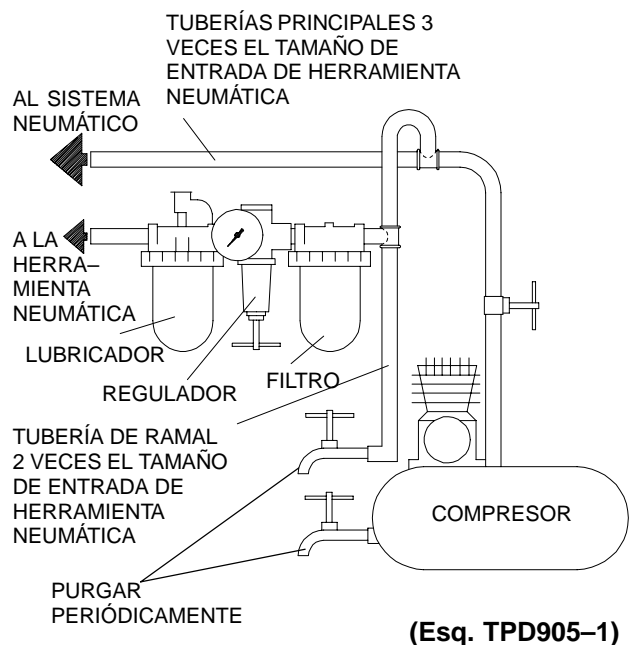 TUBERÍAS PRINCIPALES 3
VECES EL TAMAÑO DE
ENTRADA DE HERRAMIENTA
NEUMÁTICA
AL SISTEMA
NEUMÁTICO
A LA
HERRA–
MIENTA
NEUMÁTICA
LUBRICADOR
REGULADOR
FILTRO
TUBERÍA DE RAMAL
2 VECES EL TAMAÑO
DE ENTRADA DE
HERRAMIENTA
NEUMÁTICA
COMPRESOR
PURGAR
PERIÓDICAMENTE
(Esq. TPD905–1)